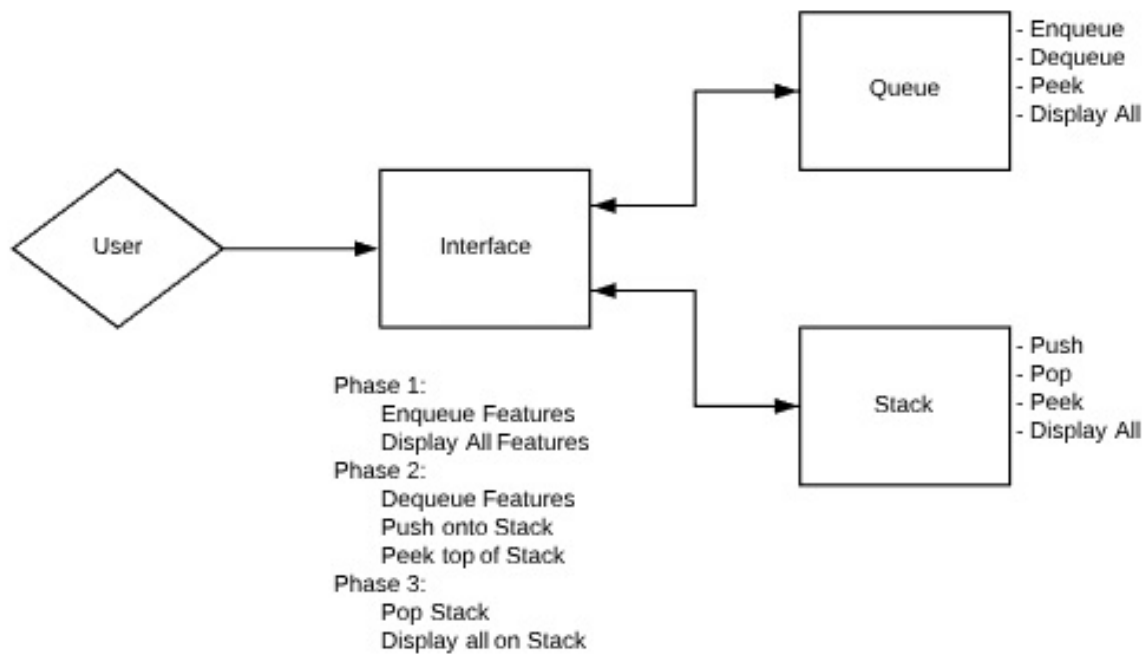 User
Interface
Phase 1:
Enqueue Features
Display All Features
Phase 2:
Dequeue Features
Push onto Stack
Peek top of Stack
Phase 3:
Pop Stack
Display all on Stack
Queue
- Enqueue
- Dequeue
- Peek
- Display All
Stack
- Push
- Pop
- Peek
- Display All